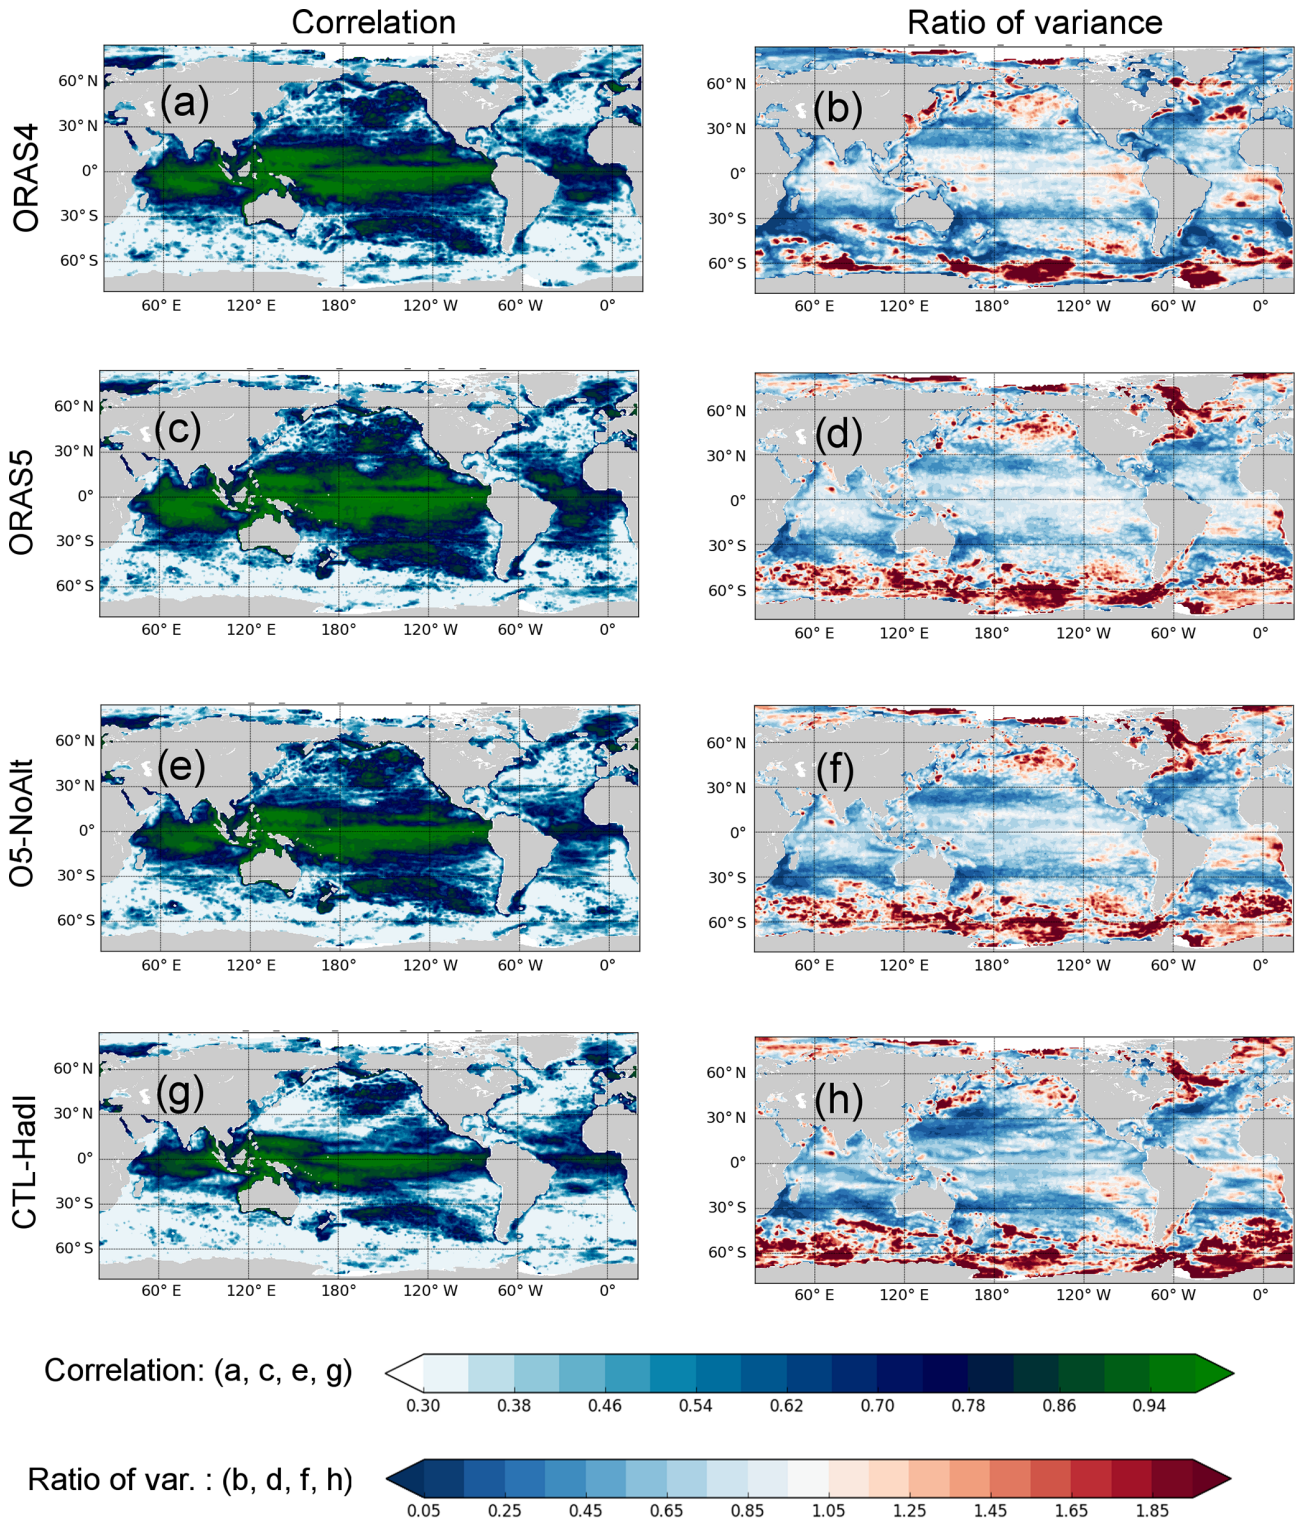 Correlation
Ratio of variance
ORAS4
(a)
60° N
30° N
0°
30° S
60° S
60° E 120° E 180° 120° W 60° W 0°
(b)
60° N
30° N
0°
30° S
60° S
60° E 120° E 180° 120° W 60° W 0°
ORAS5
(c)
60° N
30° N
0°
30° S
60° S
60° E 120° E 180° 120° W 60° W 0°
(d)
60° N
30° N
0°
30° S
60° S
60° E 120° E 180° 120° W 60° W 0°
O5-NoAlt
(e)
60° N
30° N
0°
30° S
60° S
60° E 120° E 180° 120° W 60° W 0°
(f)
60° N
30° N
0°
30° S
60° S
60° E 120° E 180° 120° W 60° W 0°
CTL-HadI
(g)
60° N
30° N
0°
30° S
60° S
60° E 120° E 180° 120° W 60° W 0°
(h)
60° N
30° N
0°
30° S
60° S
60° E 120° E 180° 120° W 60° W 0°
Correlation: (a, c, e, g)
0.30 0.38 0.46 0.54 0.62 0.70 0.78 0.86 0.94
Ratio of var. : (b, d, f, h)
0.05 0.25 0.45 0.65 0.85 1.05 1.25 1.45 1.65 1.85